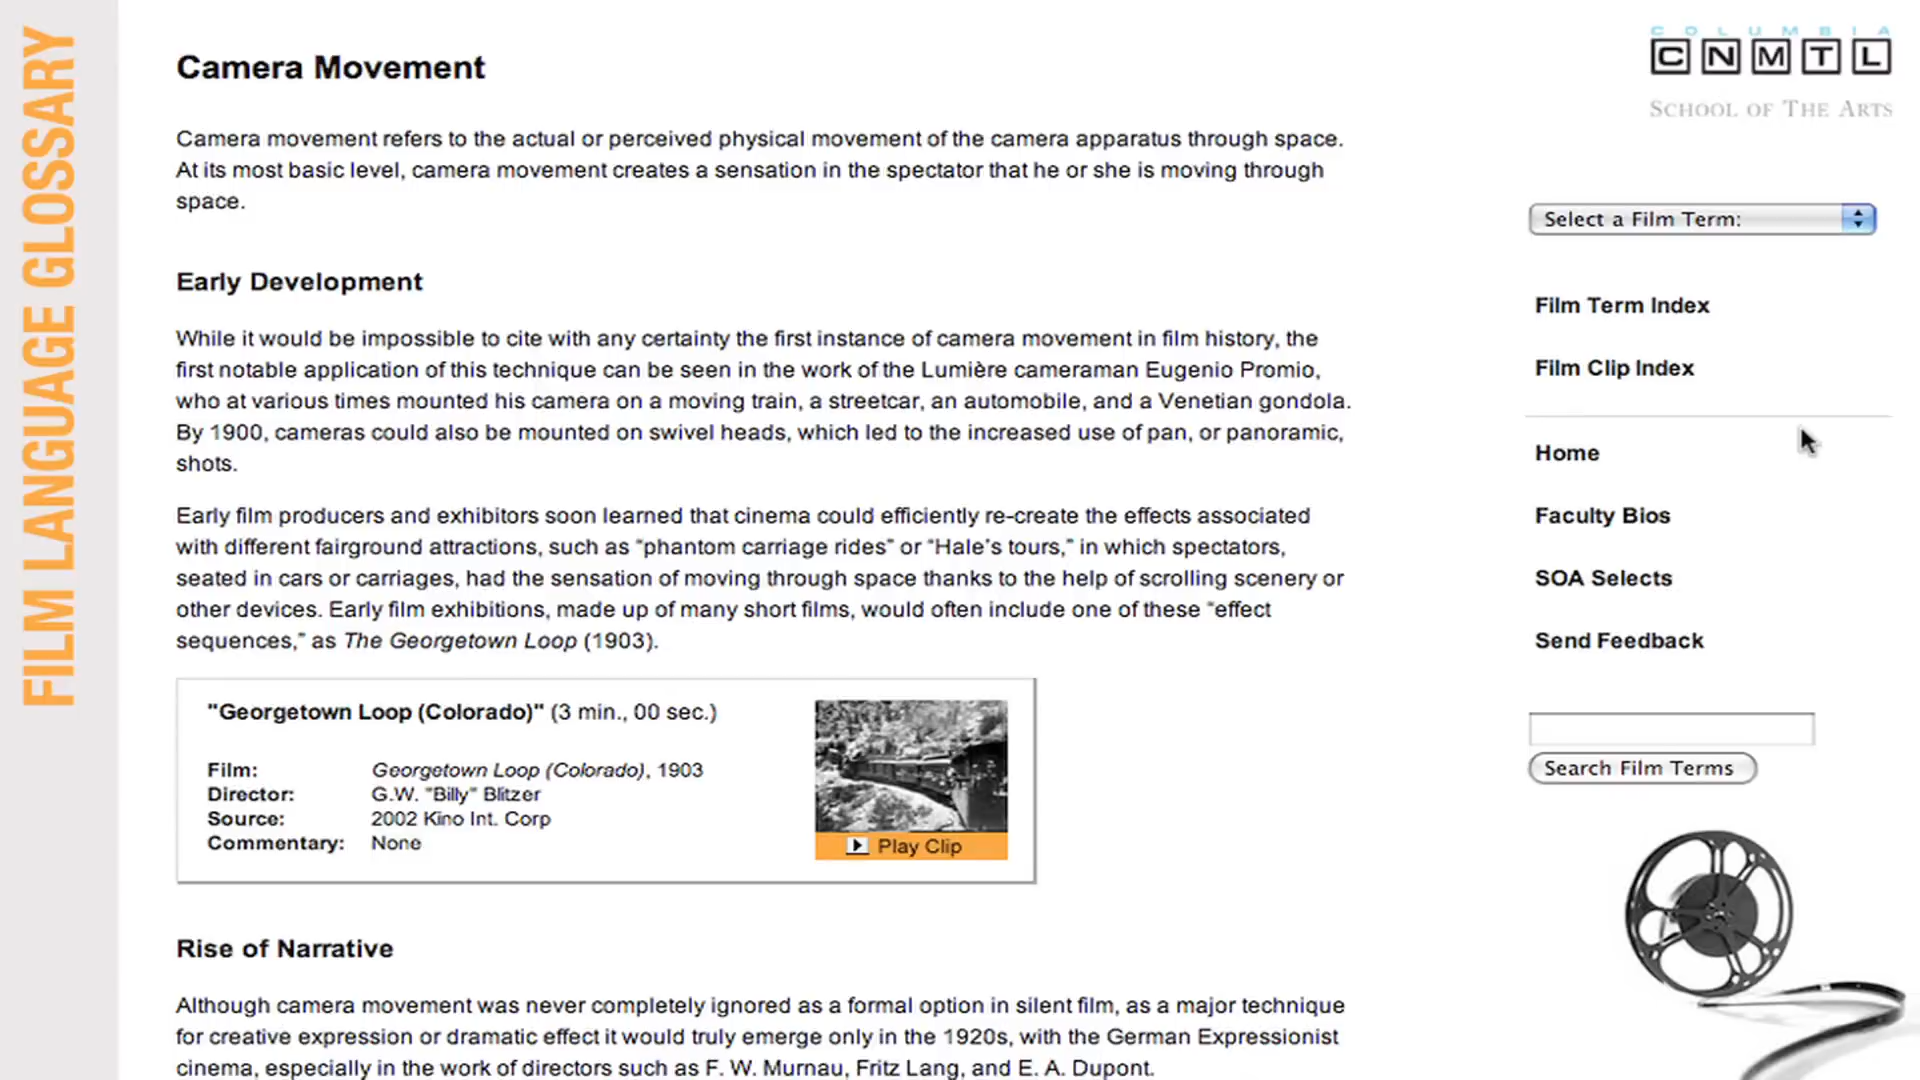 FILM LANGUAGE GLOSSARY
Camera Movement
Camera movement refers to the actual or perceived physical movement of the camera apparatus through space.
At its most basic level, camera movement creates a sensation in the spectator that he or she is moving through
space.
Early Development
While it would be impossible to cite with any certainty the first instance of camera movement in film history, the
first notable application of this technique can be seen in the work of the Lumière cameraman Eugenio Promio,
who at various times mounted his camera on a moving train, a streetcar, an automobile, and a Venetian gondola.
By 1900, cameras could also be mounted on swivel heads, which led to the increased use of pan, or panoramic,
shots.
Early film producers and exhibitors soon learned that cinema could efficiently re-create the effects associated
with different fairground attractions, such as “phantom carriage rides” or “Hale’s tours,” in which spectators,
seated in cars or carriages, had the sensation of moving through space thanks to the help of scrolling scenery or
other devices. Early film exhibitions, made up of many short films, would often include one of these “effect
sequences,” as The Georgetown Loop (1903).
"Georgetown Loop (Colorado)" (3 min., 00 sec.)
Film: Georgetown Loop (Colorado), 1903
Director: G.W. "Billy" Blitzer
Source: 2002 Kino Int. Corp
Commentary: None
Play Clip
Rise of Narrative
Although camera movement was never completely ignored as a formal option in silent film, as a major technique
for creative expression or dramatic effect it would truly emerge only in the 1920s, with the German Expressionist
cinema, especially in the work of directors such as F. W. Murnau, Fritz Lang, and E. A. Dupont.
COLUMBIA
CNMTL
SCHOOL OF THE ARTS
Select a Film Term:
Film Term Index
Film Clip Index
Home
Faculty Bios
SOA Selects
Send Feedback
Search Film Terms